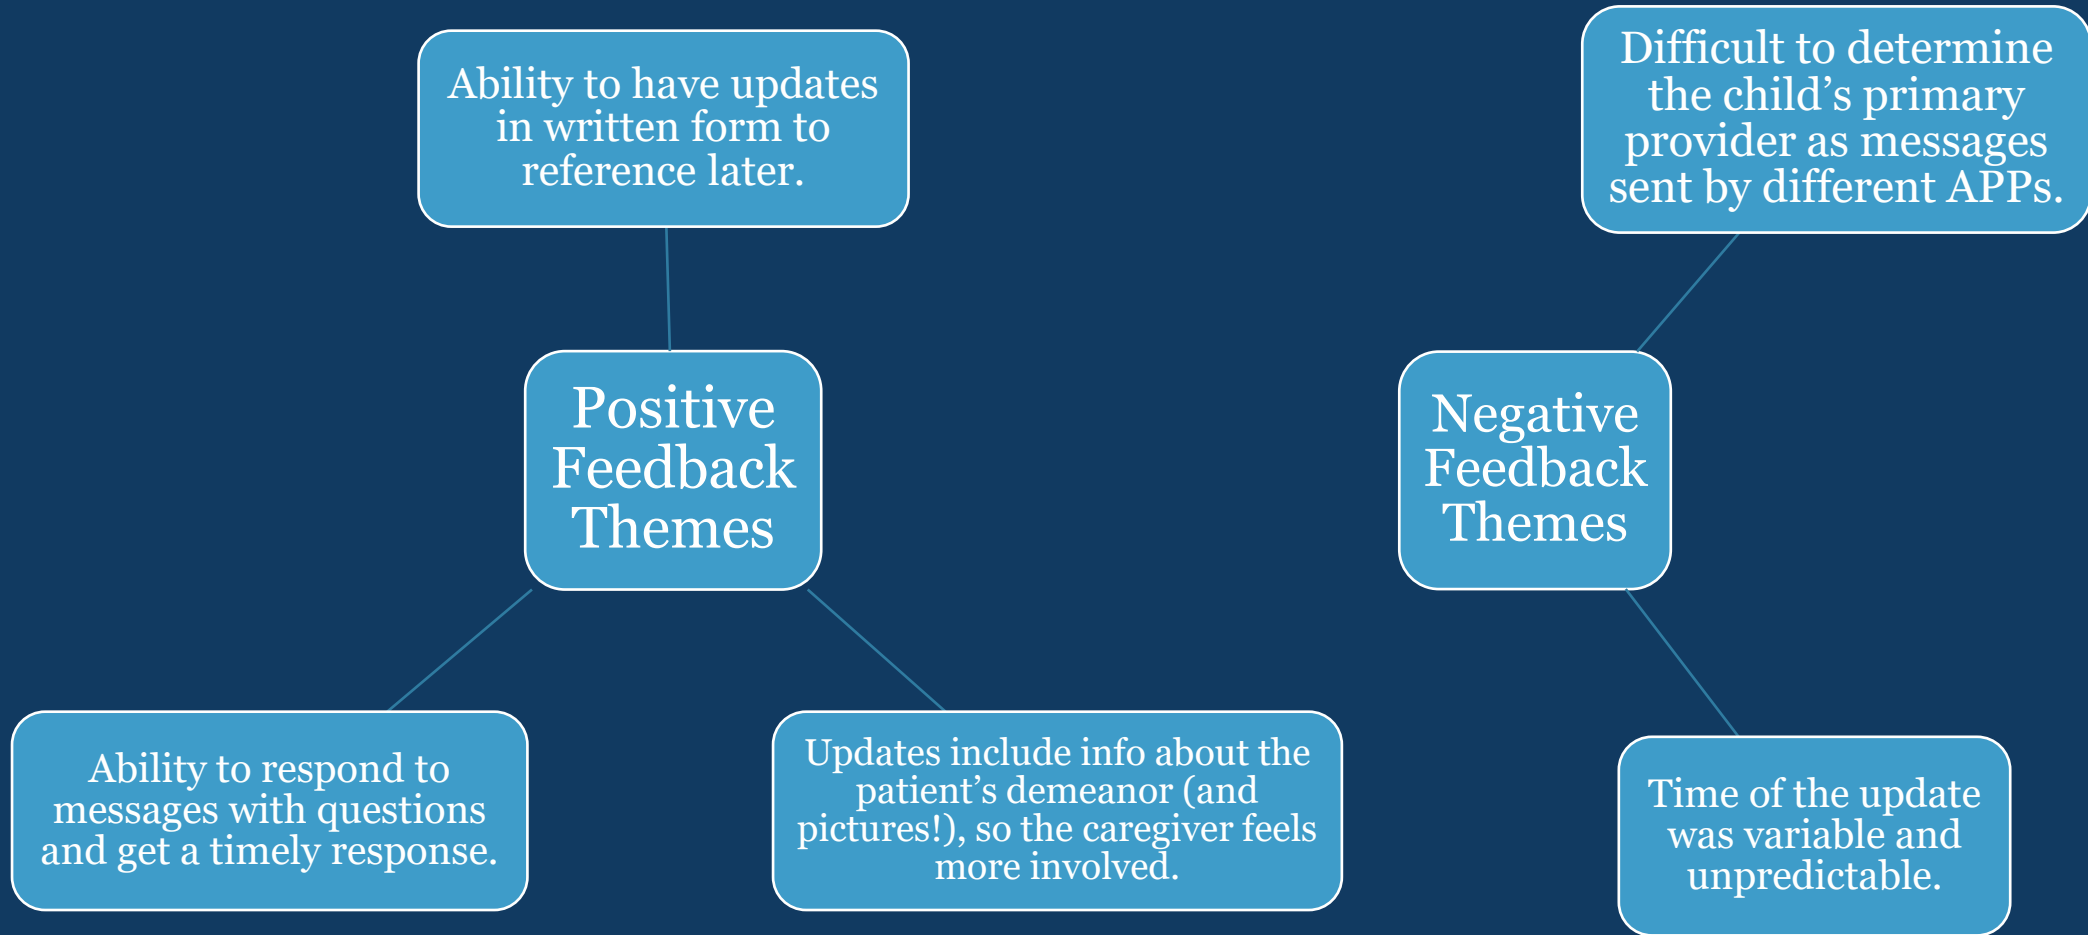 Ability to have updates
in written form to
reference later.
Positive
Feedback
Themes
Ability to respond to
messages with questions
and get a timely response.
Updates include info about the
patient’s demeanor (and
pictures!), so the caregiver feels
more involved.
Difficult to determine
the child’s primary
provider as messages
sent by different APPs.
Negative
Feedback
Themes
Time of the update
was variable and
unpredictable.